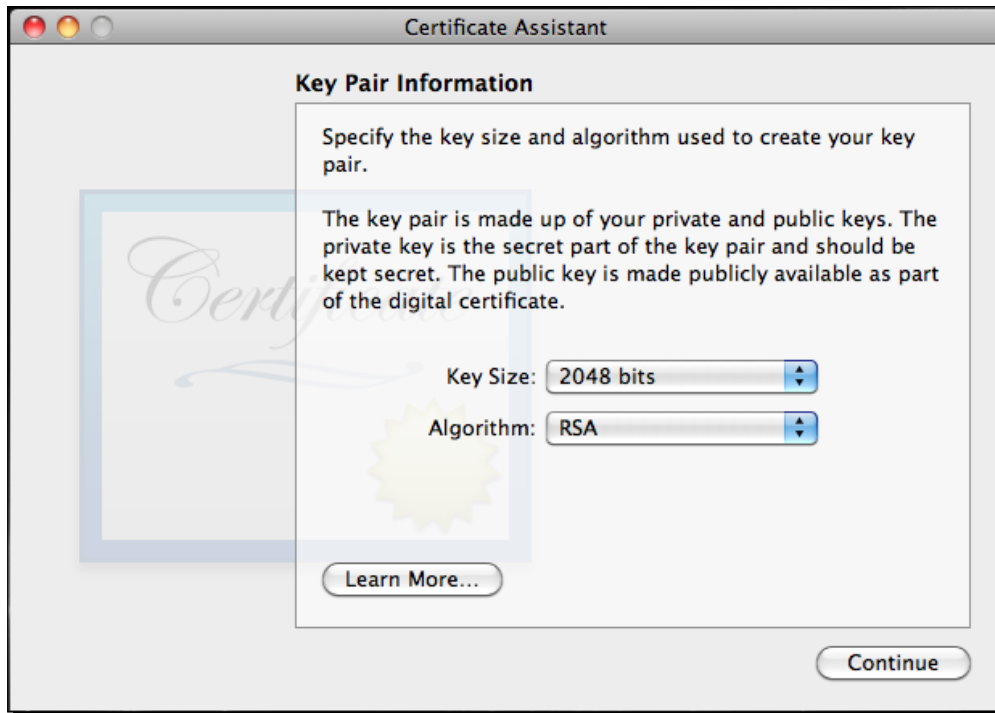 Certificate Assistant
Key Pair Information
Specify the key size and algorithm used to create your key
pair.
The key pair is made up of your private and public keys. The
private key is the secret part of the key pair and should be
kept secret. The public key is made publicly available as part
of the digital certificate.
Certificate
Key Size: 2048 bits
Algorithm: RSA
Learn More...
Continue